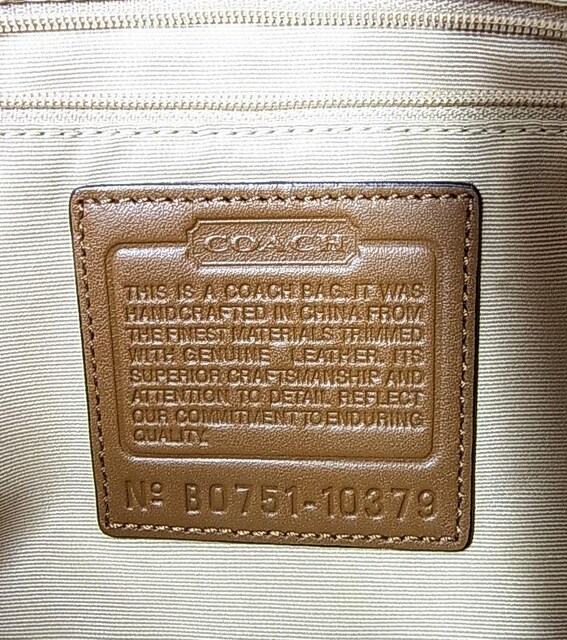 COACH
THIS IS A COACH BAG. IT WAS
HANDCRAFTED IN CHINA FROM
THE FINEST MATERIALS TRIMMED
WITH GENUINE LEATHER. ITS
SUPERIOR CRAFTSMANSHIP AND
ATTENTION TO DETAIL REFLECT
OUR COMMITMENT TO ENDURING
QUALITY.
Nº B0751-10379